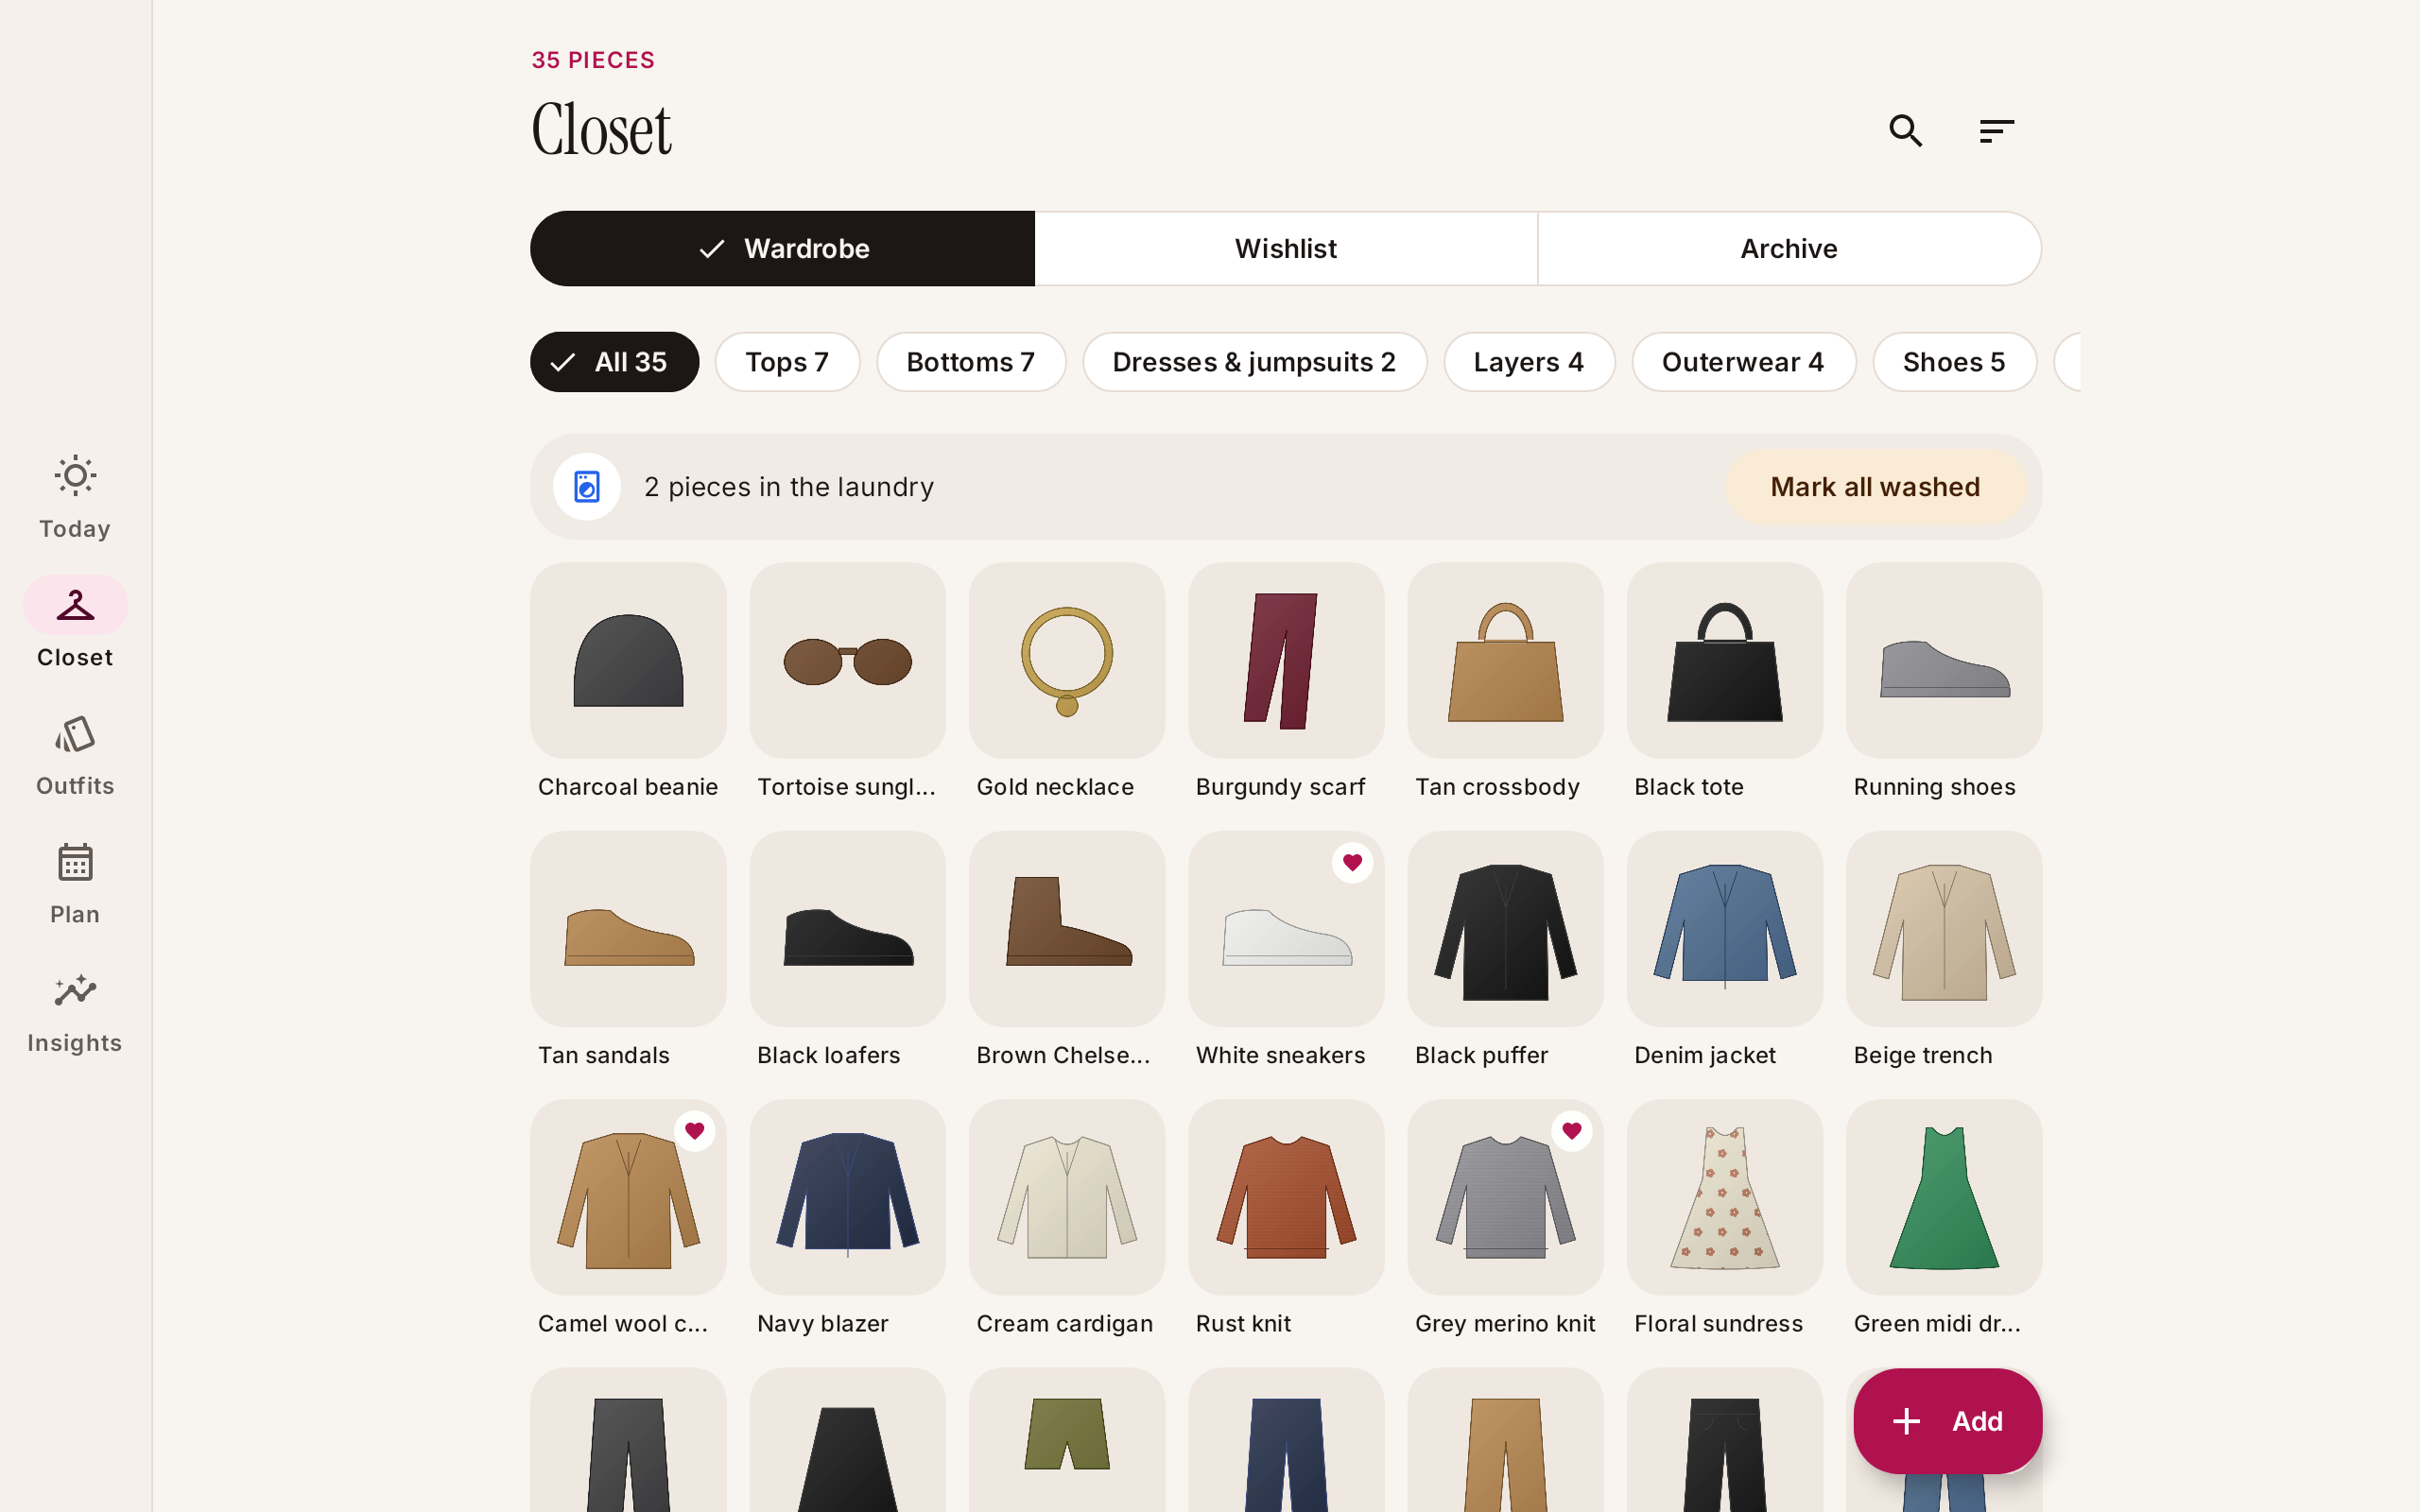 35 PIECES
Closet
Wardrobe
Wishlist
Archive
All 35
Tops 7
Bottoms 7
Dresses & jumpsuits 2
Layers 4
Outerwear 4
Shoes 5
2 pieces in the laundry
Mark all washed
Today
Closet
Outfits
Plan
Insights
Charcoal beanie
Tortoise sungl...
Gold necklace
Burgundy scarf
Tan crossbody
Black tote
Running shoes
Tan sandals
Black loafers
Brown Chelse...
White sneakers
Black puffer
Denim jacket
Beige trench
Camel wool c...
Navy blazer
Cream cardigan
Rust knit
Grey merino knit
Floral sundress
Green midi dr...
Add